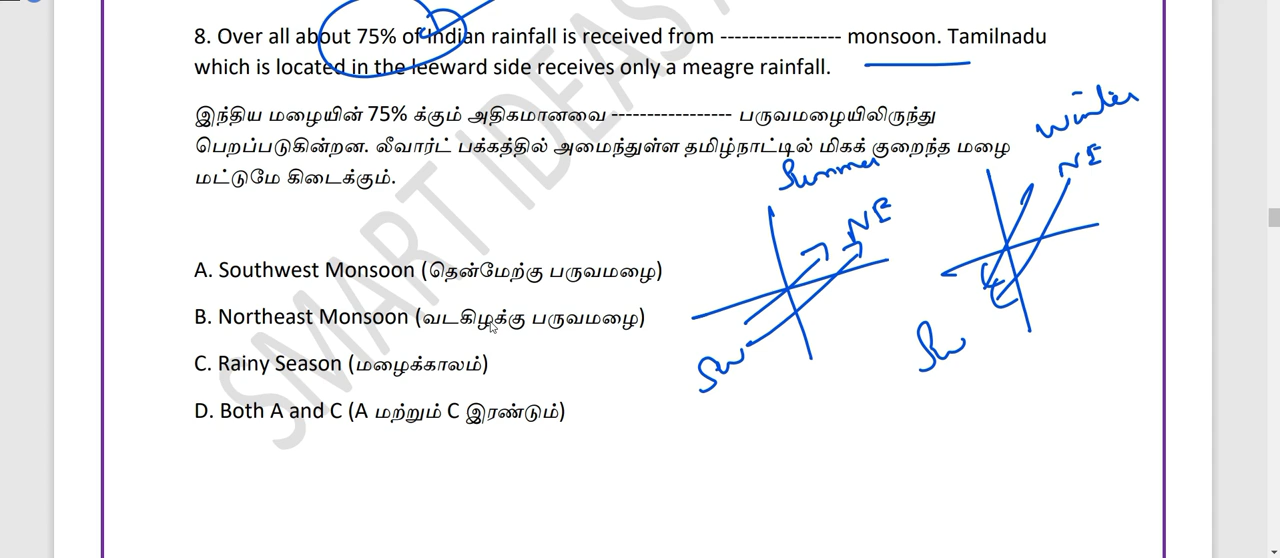 8. Over all about 75% of Indian rainfall is received from ----------------- monsoon. Tamilnadu
which is located in the leeward side receives only a meagre rainfall.
இந்திய மழையின் 75% க்கும் அதிகமானவை ----------------- பருவமழையிலிருந்து
பெறப்படுகின்றன. லீவார்ட் பக்கத்தில் அமைந்துள்ள தமிழ்நாட்டில் மிகக் குறைந்த மழை
மட்டுமே கிடைக்கும்.
Winter
Summer
NE
NE
A. Southwest Monsoon (தென்மேற்கு பருவமழை)
B. Northeast Monsoon (வடகிழக்கு பருவமழை)
SW
SW
C. Rainy Season (மழைக்காலம்)
D. Both A and C (A மற்றும் C இரண்டும்)
SMART IDEAS